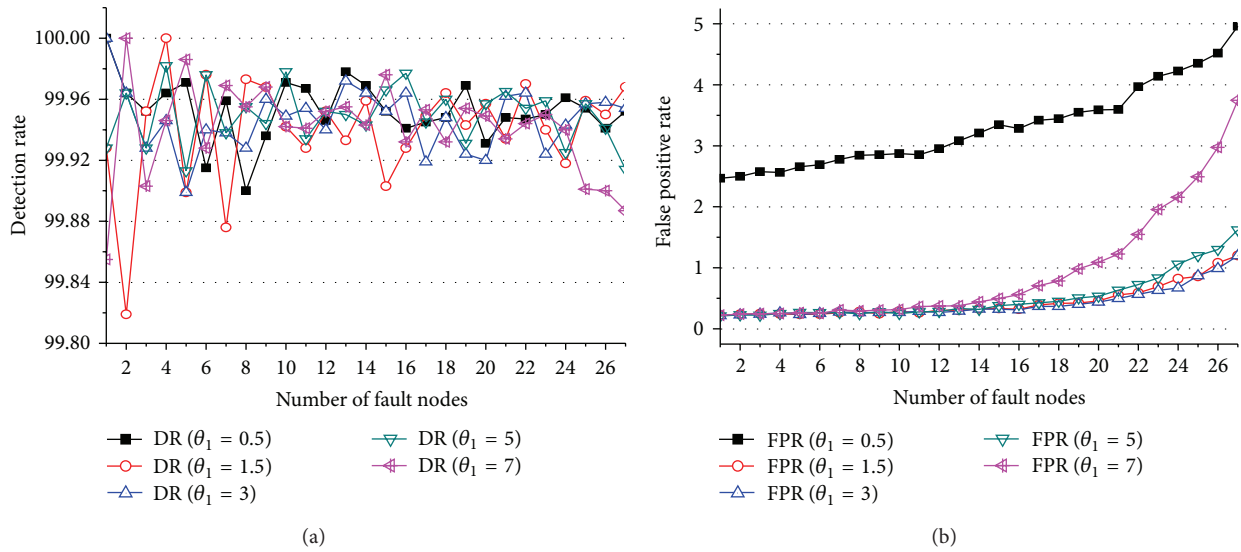 100.00
99.96
99.92
99.88
99.84
99.80
Detection rate
2 4 6 8 10 12 14 16 18 20 22 24 26
Number of fault nodes
DR (θ1 = 0.5)
DR (θ1 = 1.5)
DR (θ1 = 3)
DR (θ1 = 5)
DR (θ1 = 7)
(a)
5
4
3
2
1
0
False positive rate
2 4 6 8 10 12 14 16 18 20 22 24 26
Number of fault nodes
FPR (θ1 = 0.5)
FPR (θ1 = 1.5)
FPR (θ1 = 3)
FPR (θ1 = 5)
FPR (θ1 = 7)
(b)